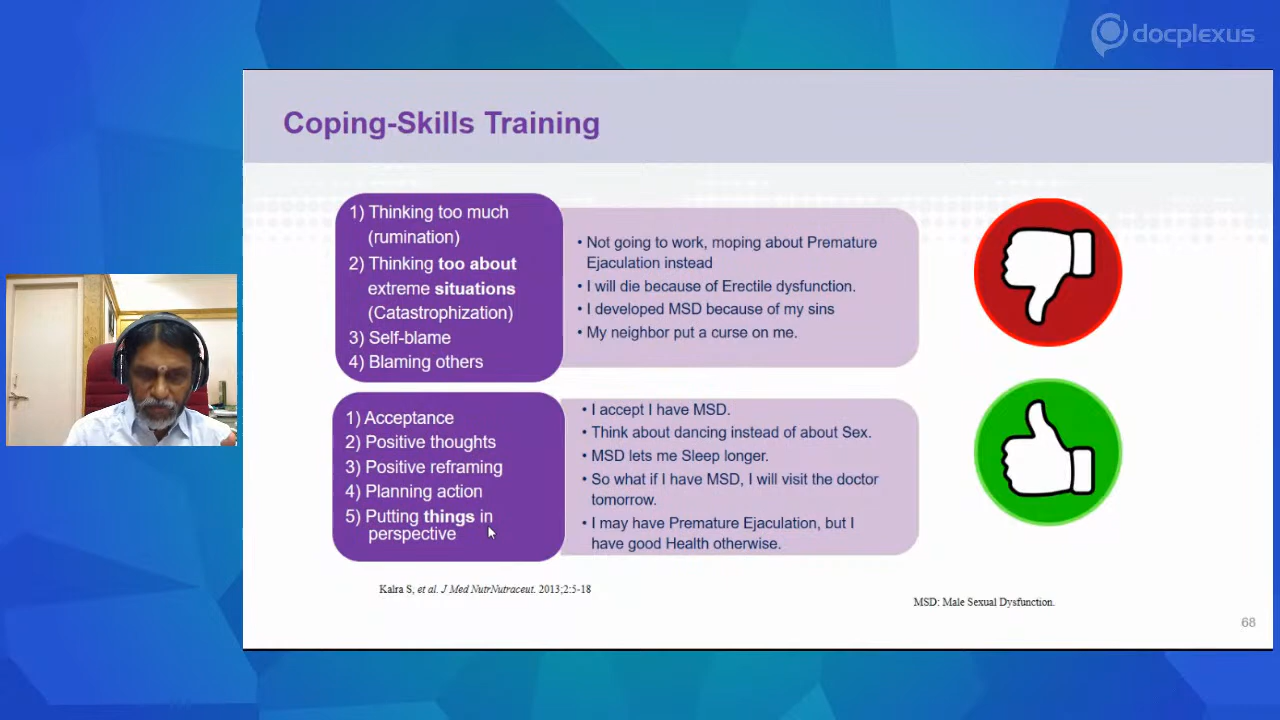 docplexus
Coping-Skills Training
1) Thinking too much
(rumination)
2) Thinking too about
extreme situations
(Catastrophization)
3) Self-blame
4) Blaming others
• Not going to work, moping about Premature
Ejaculation instead
• I will die because of Erectile dysfunction.
• I developed MSD because of my sins
• My neighbor put a curse on me.
1) Acceptance
2) Positive thoughts
3) Positive reframing
4) Planning action
5) Putting things in
perspective
• I accept I have MSD.
• Think about dancing instead of about Sex.
• MSD lets me Sleep longer.
• So what if I have MSD, I will visit the doctor
tomorrow.
• I may have Premature Ejaculation, but I
have good Health otherwise.
Kalra S, et al. J Med NutrNutraceut. 2013;2:5-18
MSD: Male Sexual Dysfunction.
68